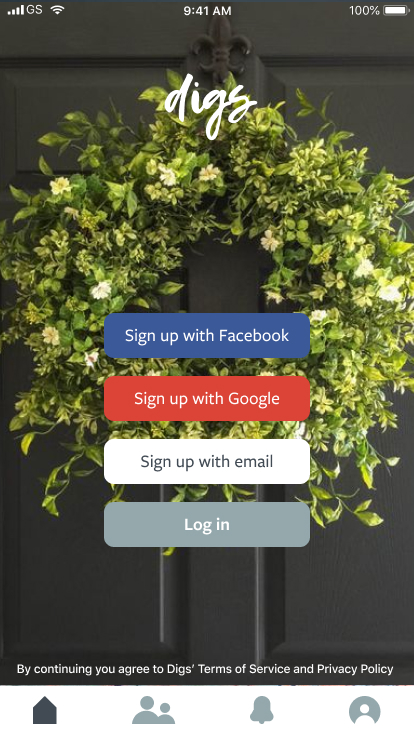 GS 9:41 AM 100%
digs
Sign up with Facebook
Sign up with Google
Sign up with email
Log in
By continuing you agree to Digs’ Terms of Service and Privacy Policy